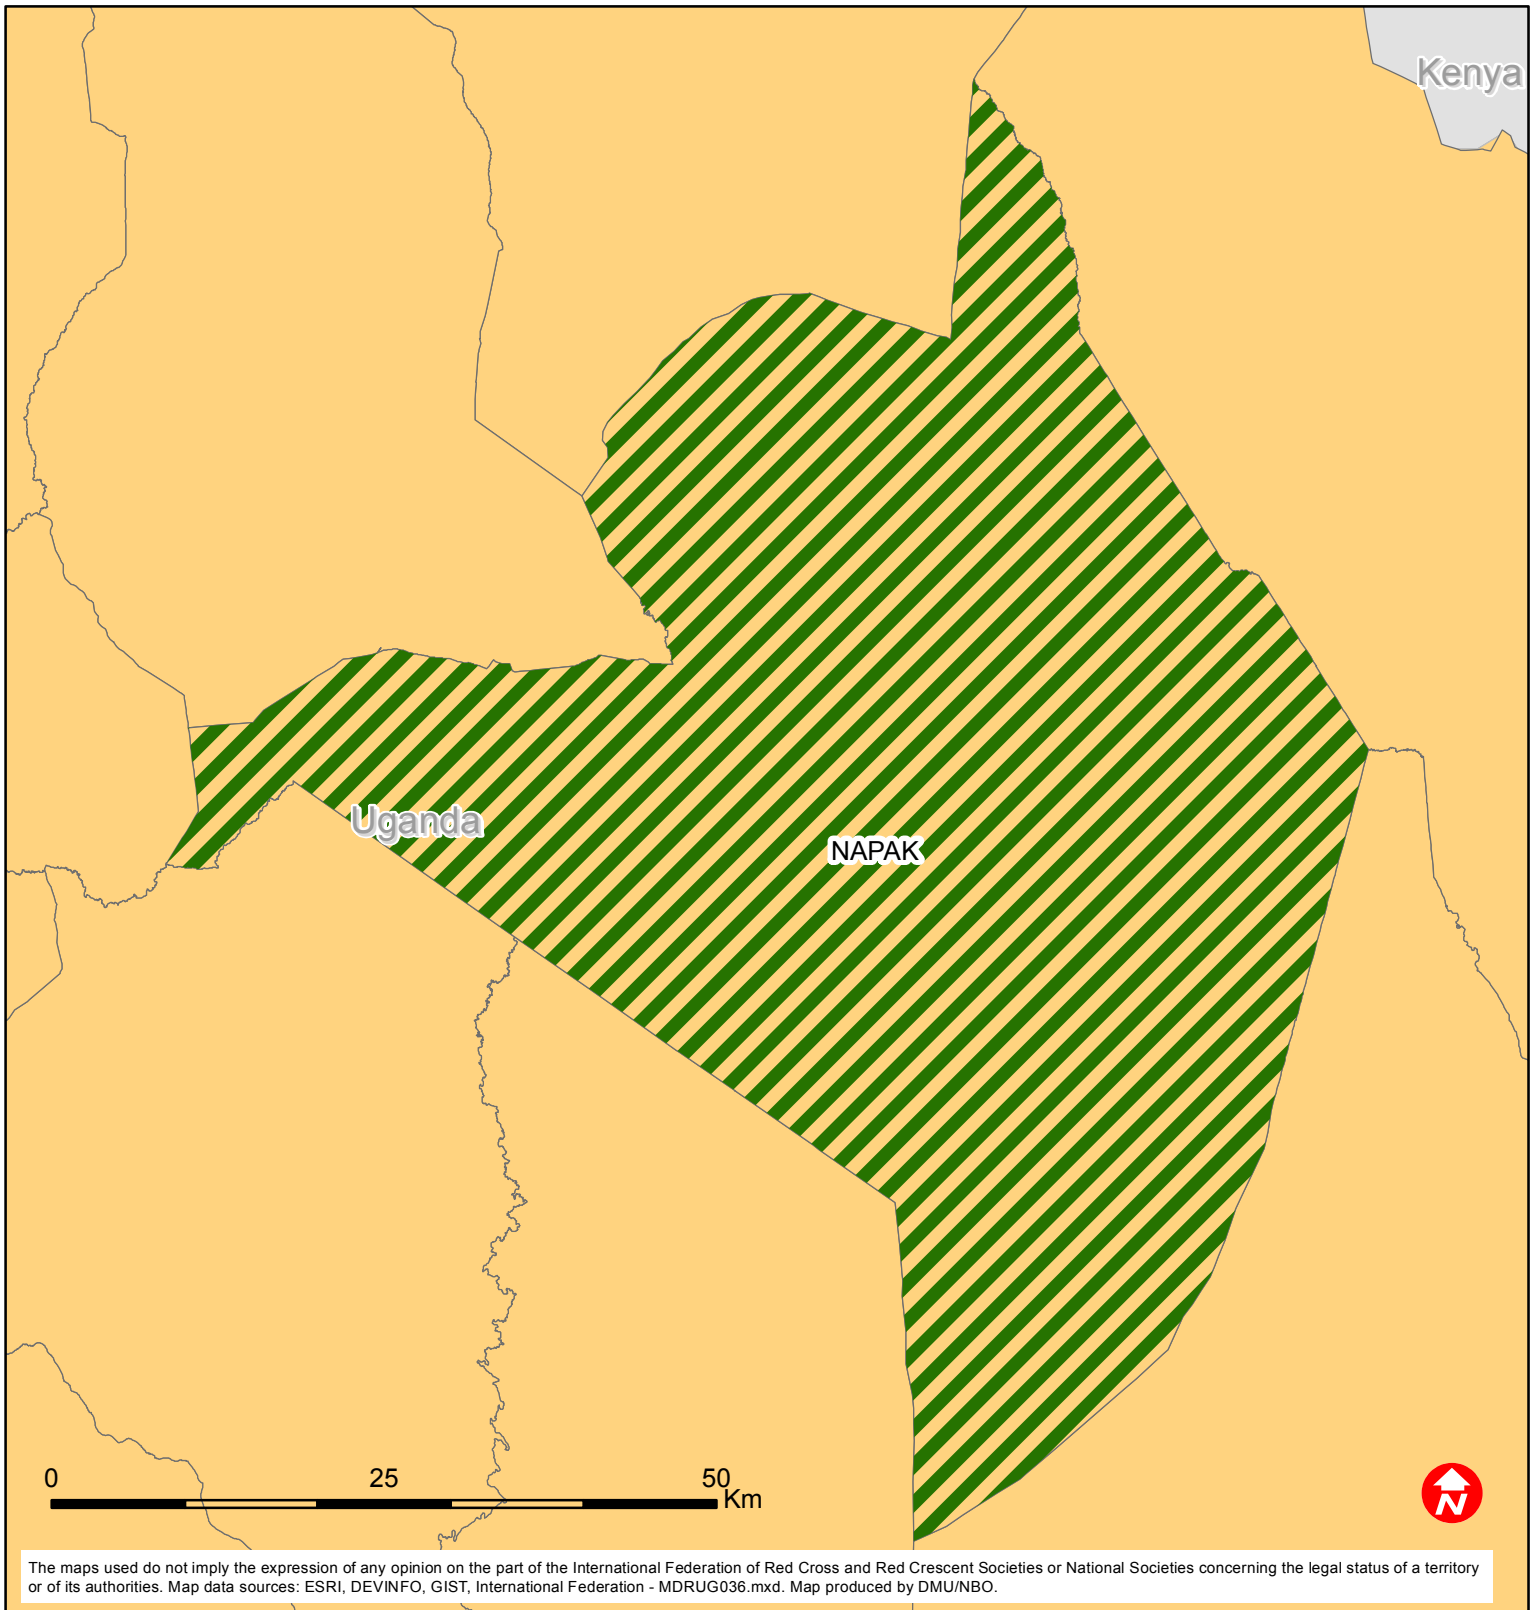 Kenya
Uganda
NAPAK
0 25 50
Km
N
The maps used do not imply the expression of any opinion on the part of the International Federation of Red Cross and Red Crescent Societies or National Societies concerning the legal status of a territory
or of its authorities. Map data sources: ESRI, DEVINFO, GIST, International Federation - MDRUG036.mxd. Map produced by DMU/NBO.